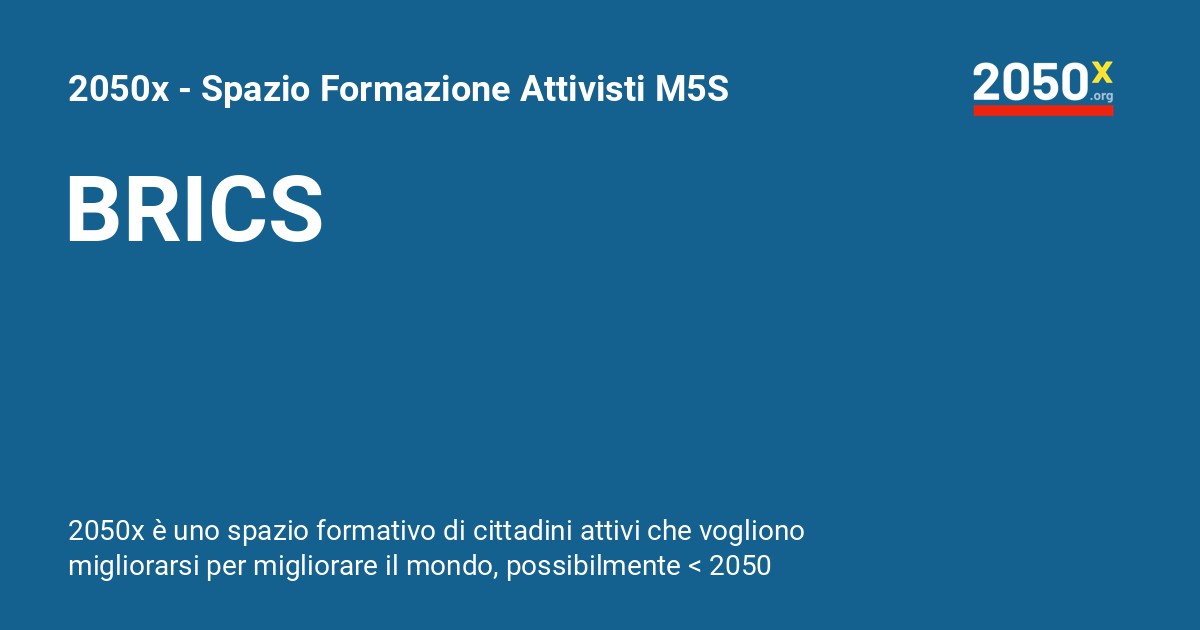 2050x - Spazio Formazione Attivisti M5S
2050x
.org
BRICS
2050x è uno spazio formativo di cittadini attivi che vogliono
migliorarsi per migliorare il mondo, possibilmente < 2050